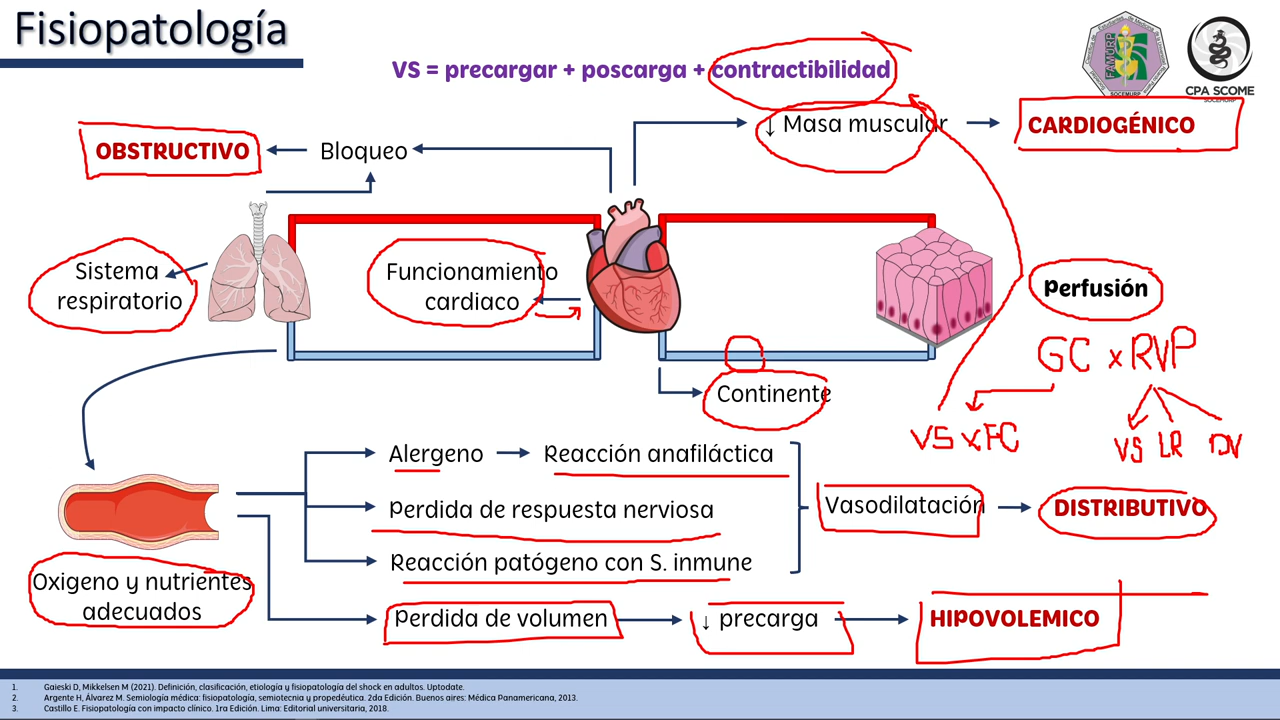 Fisiopatología
VS = precargar + poscarga + contractibilidad
FAMURP
SOCEMURP
CPA SCOME
SOCEMURP
OBSTRUCTIVO
Bloqueo
↓ Masa muscular
CARDIOGÉNICO
Sistema
respiratorio
Funcionamiento
cardiaco
perfusión
GC x RVP
Continente
VS x FC
VS LR DV
Alergeno
Reacción anafiláctica
Perdida de respuesta nerviosa
Vasodilatación
DISTRIBUTIVO
Reacción patógeno con S. inmune
Oxigeno y nutrientes
adecuados
Perdida de volumen
↓ precarga
HIPOVOLEMICO
1. Gaieski D, Mikkelsen M (2021). Definición, clasificación, etiología y fisiopatología del shock en adultos. Uptodate.
2. Argente H, Álvarez M. Semiología médica: fisiopatología, semiotecnia y propedéutica. 2da Edición. Buenos aires: Médica Panamericana, 2013.
3. Castillo E. Fisiopatología con impacto clínico. 1ra Edición. Lima: Editorial universitaria, 2018.